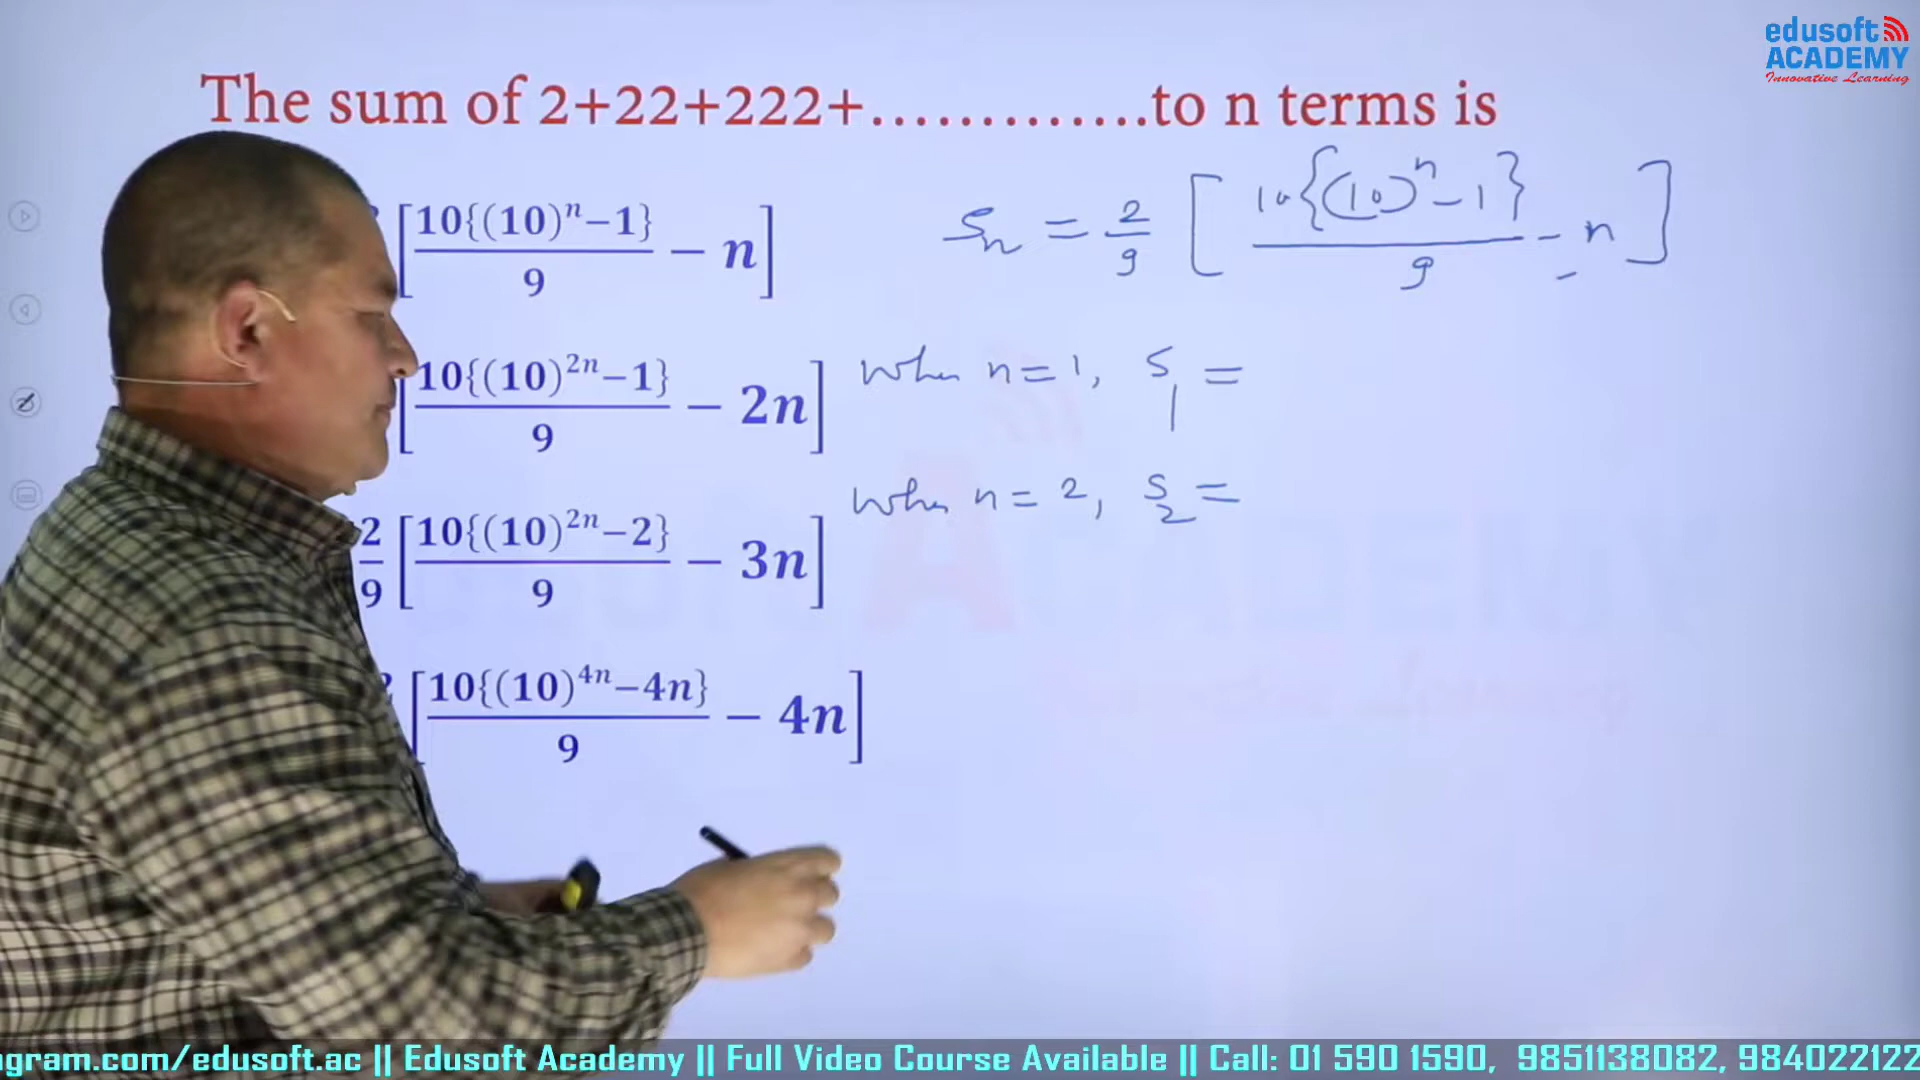 edusoft
ACADEMY
Innovative Learning
The sum of 2+22+222+.............to n terms is
[10{(10)ⁿ−1}/9 − n]
Sn = 2/9 [10{(10)ⁿ−1}/9 − n]
[10{(10)²ⁿ−1}/9 − 2n]
When n=1, S₁ =
When n=2, S₂ =
2/9 [10{(10)²ⁿ−2}/9 − 3n]
[10{(10)⁴ⁿ−4n}/9 − 4n]
gram.com/edusoft.ac || Edusoft Academy || Full Video Course Available || Call: 01 590 1590, 9851138082, 984022122